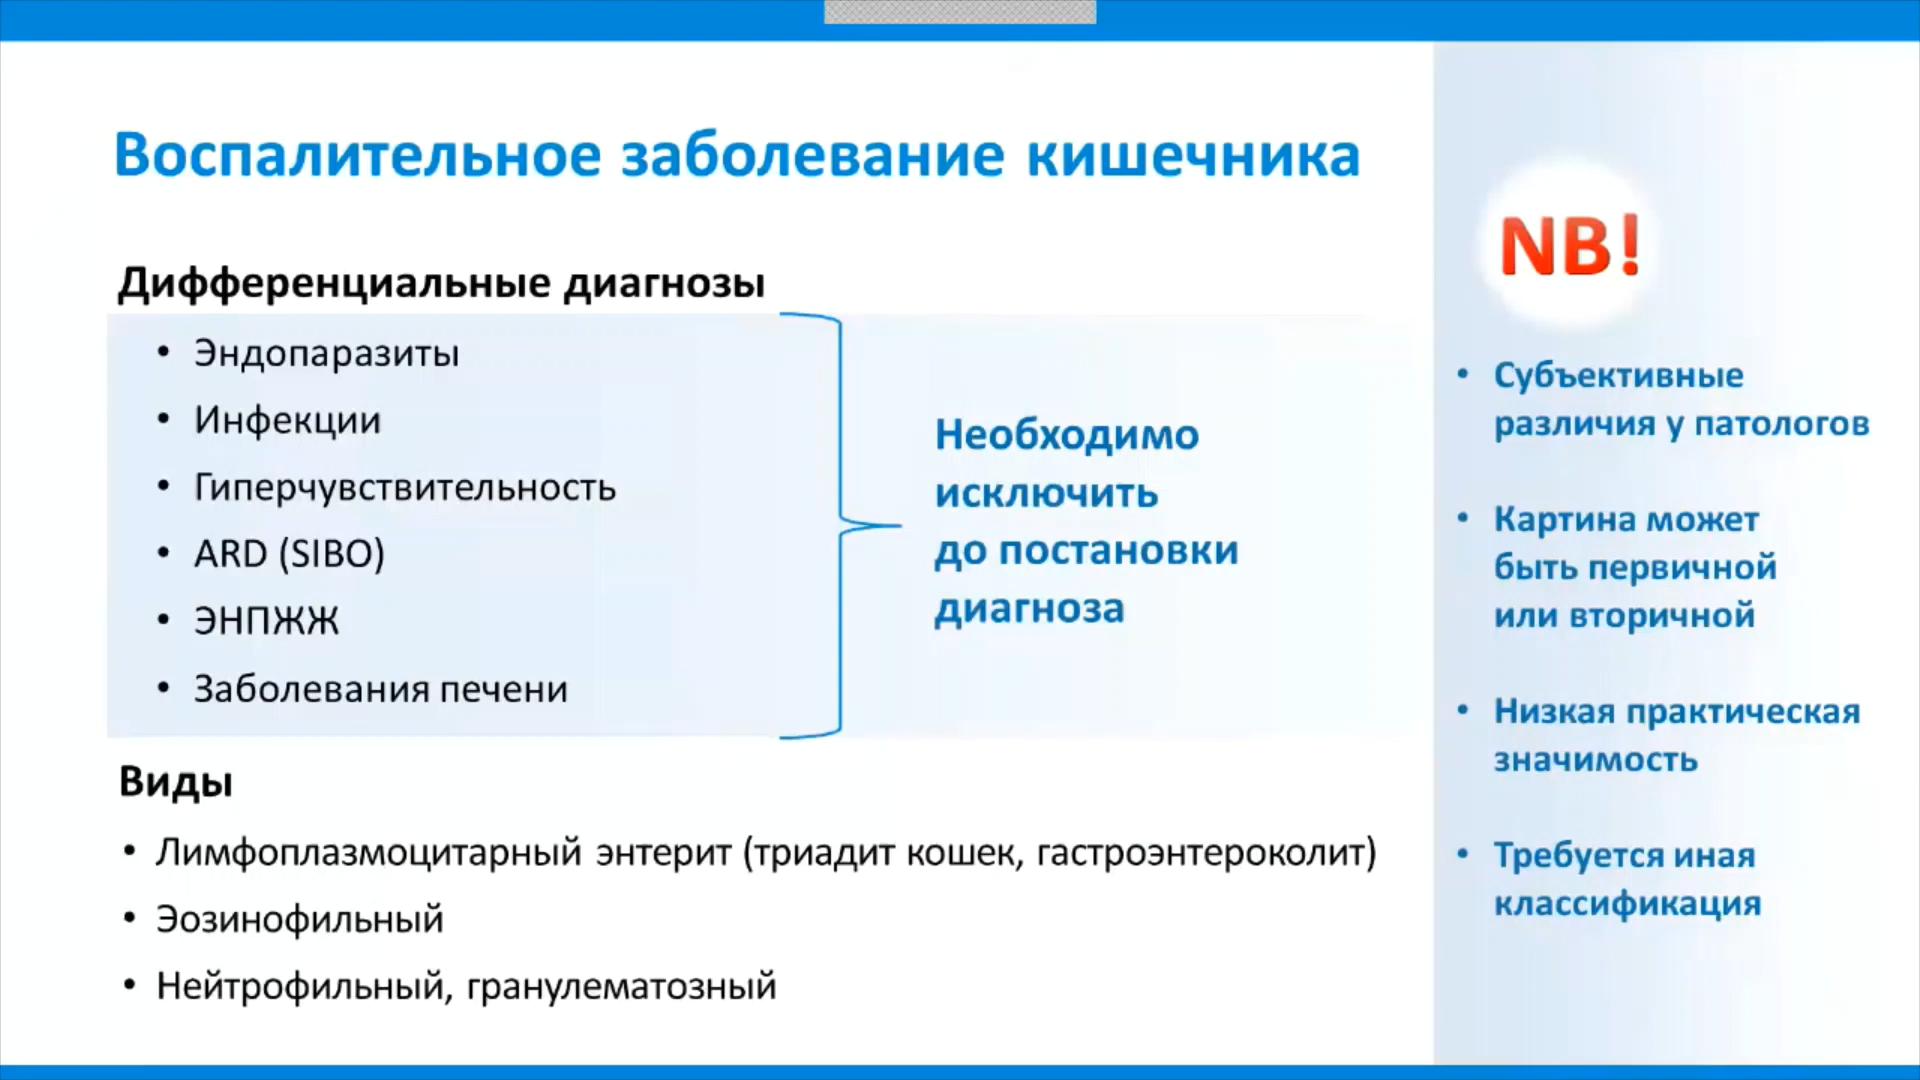 Воспалительное заболевание кишечника
Дифференциальные диагнозы
• Эндопаразиты
• Инфекции
• Гиперчувствительность
• ARD (SIBO)
• ЭНПЖЖ
• Заболевания печени
Необходимо
исключить
до постановки
диагноза
Виды
• Лимфоплазмоцитарный энтерит (триадит кошек, гастроэнтероколит)
• Эозинофильный
• Нейтрофильный, гранулематозный
NB!
• Субъективные
различия у патологов
• Картина может
быть первичной
или вторичной
• Низкая практическая
значимость
• Требуется иная
классификация